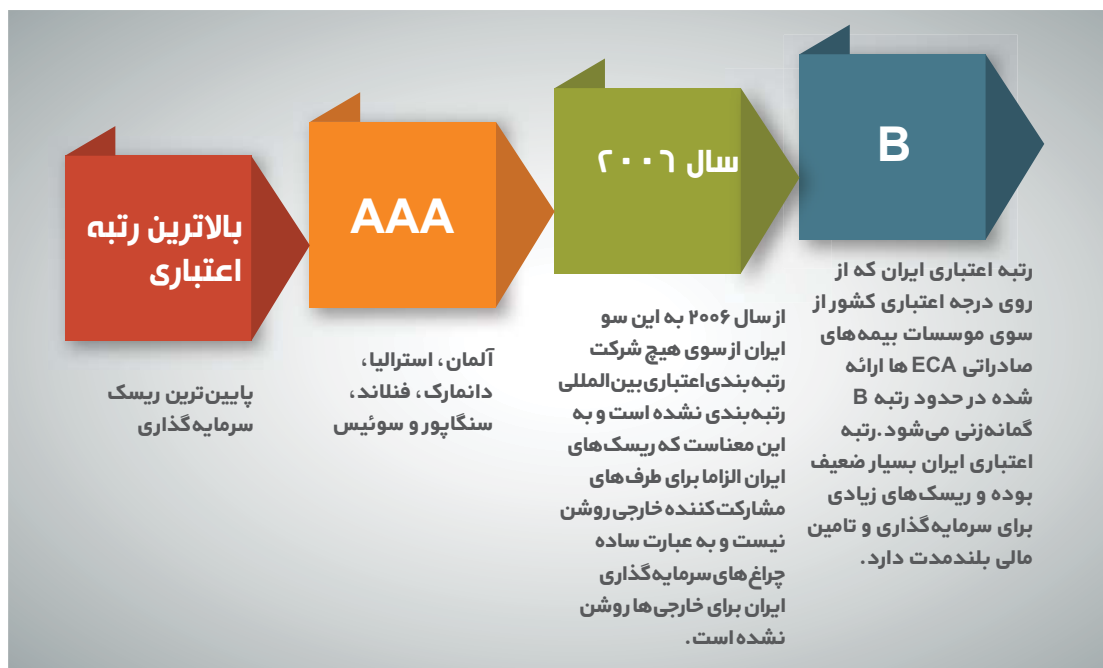 بالاترین رتبه
اعتباری
پایین‌ترین ریسک
سرمایه‌گذاری
AAA
آلمان، استرالیا،
دانمارک، فنلاند،
سنگاپور و سوئیس
سال ۲۰۰۶
از سال ۲۰۰۶ به این سو
ایران از سوی هیچ شرکت
رتبه‌بندی اعتباری بین‌المللی
رتبه‌بندی نشده است و به
این معناست که ریسک‌های
ایران الزاما برای طرف‌های
مشارکت‌کننده خارجی روشن
نیست و به عبارت ساده
چراغ‌های سرمایه‌گذاری
ایران برای خارجی‌ها روشن
نشده است.
B
رتبه اعتباری ایران که از
روی درجه اعتباری کشور از
سوی موسسات بیمه‌های
صادراتی ECA ها ارائه
شده در حدود رتبه B
گمانه‌زنی می‌شود.رتبه
اعتباری ایران بسیار ضعیف
بوده و ریسک‌های زیادی
برای سرمایه‌گذاری و تامین
مالی بلندمدت دارد.